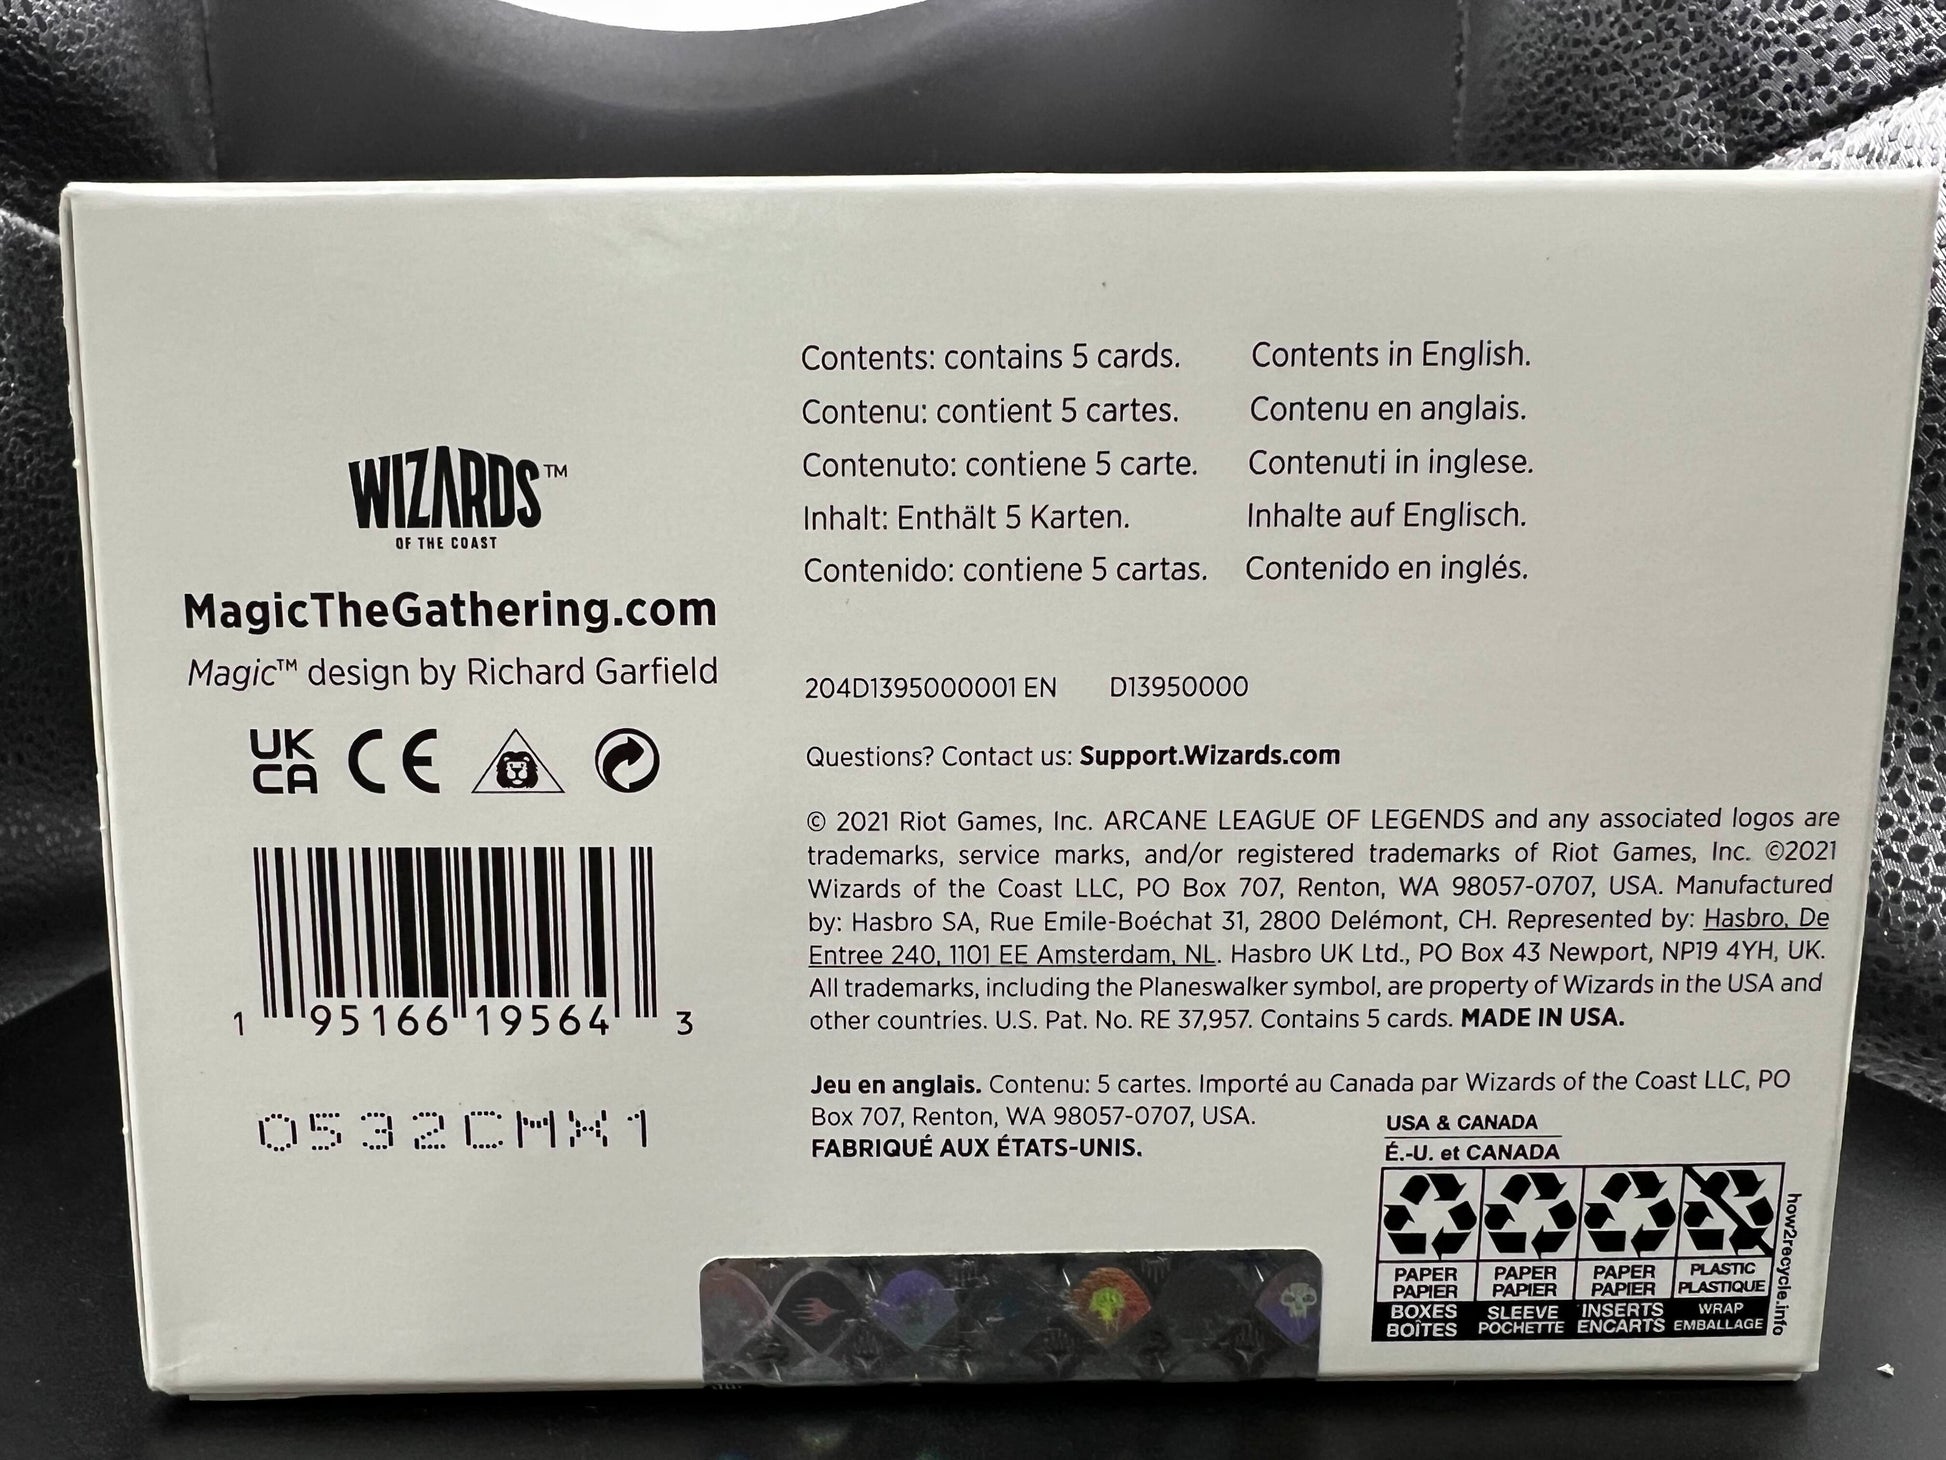 WIZARDS™
OF THE COAST
MagicTheGathering.com
Magic™ design by Richard Garfield
UK
CA CE
1 95166 19564 3
0532CMX1
Contents: contains 5 cards. Contents in English.
Contenu: contient 5 cartes. Contenu en anglais.
Contenuto: contiene 5 carte. Contenuti in inglese.
Inhalt: Enthält 5 Karten. Inhalte auf Englisch.
Contenido: contiene 5 cartas. Contenido en inglés.
204D1395000001 EN D13950000
Questions? Contact us: Support.Wizards.com
© 2021 Riot Games, Inc. ARCANE LEAGUE OF LEGENDS and any associated logos are
trademarks, service marks, and/or registered trademarks of Riot Games, Inc. ©2021
Wizards of the Coast LLC, PO Box 707, Renton, WA 98057-0707, USA. Manufactured
by: Hasbro SA, Rue Emile-Boéchat 31, 2800 Delémont, CH. Represented by: Hasbro, De
Entree 240, 1101 EE Amsterdam, NL. Hasbro UK Ltd., PO Box 43 Newport, NP19 4YH, UK.
All trademarks, including the Planeswalker symbol, are property of Wizards in the USA and
other countries. U.S. Pat. No. RE 37,957. Contains 5 cards. MADE IN USA.
Jeu en anglais. Contenu: 5 cartes. Importé au Canada par Wizards of the Coast LLC, PO
Box 707, Renton, WA 98057-0707, USA.
FABRIQUÉ AUX ÉTATS-UNIS.
USA & CANADA
É.-U. et CANADA
PAPER PAPER PAPER PLASTIC
PAPIER PAPIER PAPIER PLASTIQUE
BOXES SLEEVE INSERTS WRAP
BOÎTES POCHETTE ENCARTS EMBALLAGE
how2recycle.info